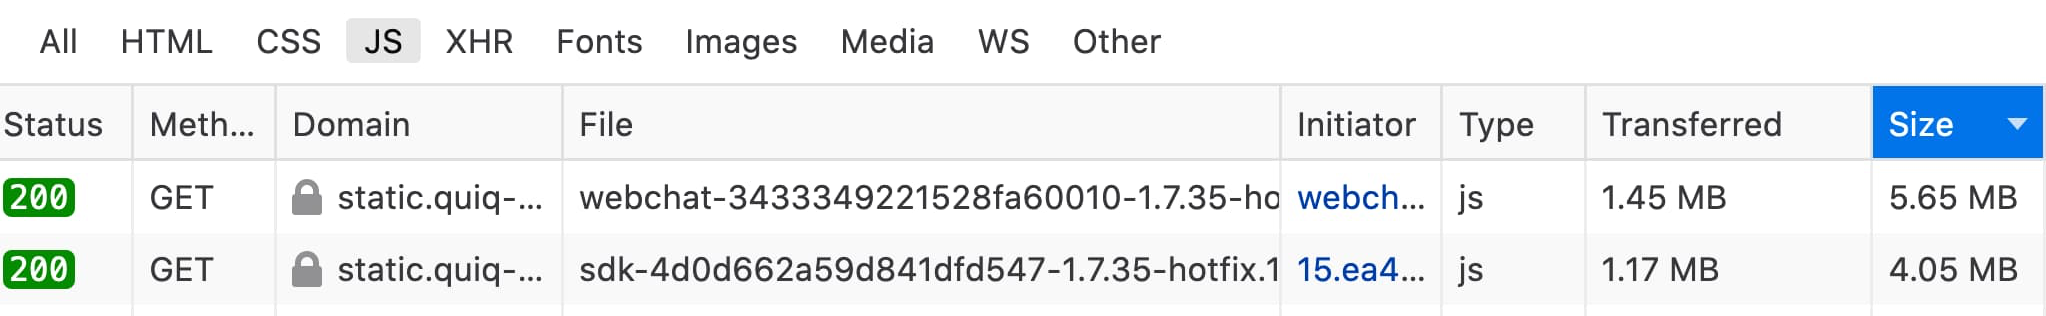 All HTML CSS JS XHR Fonts Images Media WS Other
Status Meth... Domain File Initiator Type Transferred Size
200 GET static.quiq-... webchat-3433349221528fa60010-1.7.35-ho webch... js 1.45 MB 5.65 MB
200 GET static.quiq-... sdk-4d0d662a59d841dfd547-1.7.35-hotfix.1 15.ea4... js 1.17 MB 4.05 MB